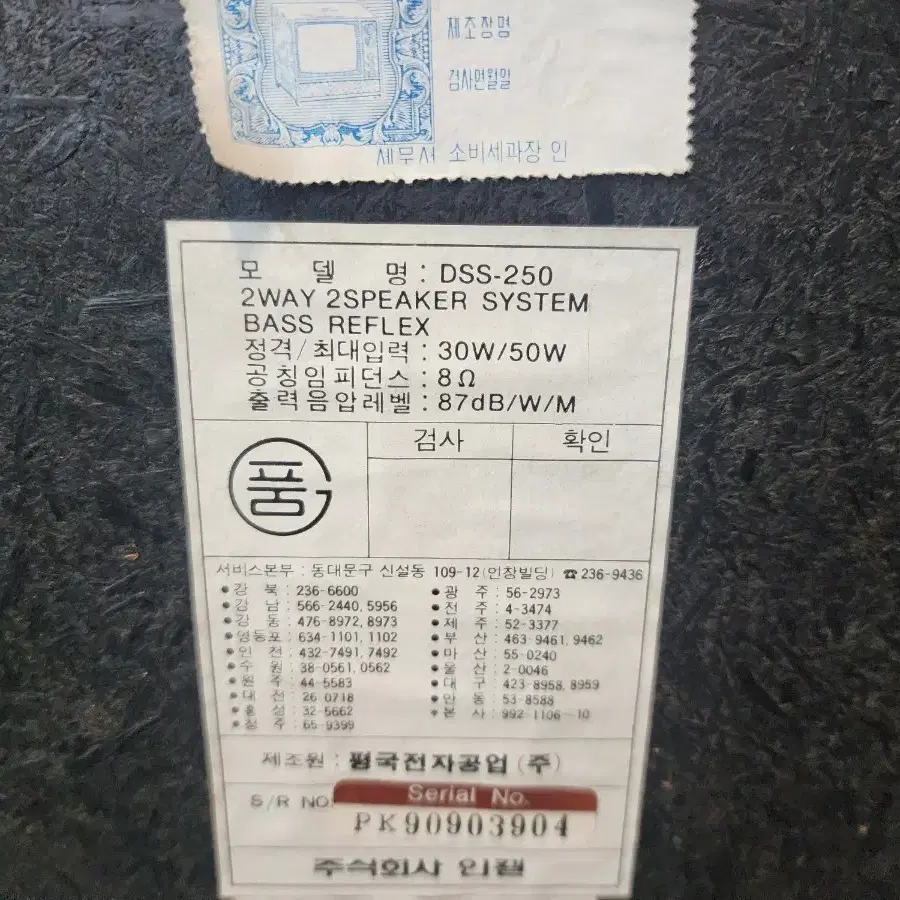 제조장명
검사면월일
세무서 소비세과장 인
모 델 명 : DSS-250
2WAY 2SPEAKER SYSTEM
BASS REFLEX
정격/최대입력 : 30W/50W
공칭임피던스 : 8Ω
출력음압레벨 : 87dB/W/M
품
검사 확인
서비스본부 : 동대문구 신설동 109-12(인창빌딩) ☎236-9436
●강 북 : 236-6600
●강 남 : 566-2440, 5956
●강 동 : 476-8972, 8973
●영등포 : 634-1101, 1102
●인 천 : 432-7491, 7492
●수 원 : 38-0561, 0562
●원 주 : 44-5583
●대 전 : 26-0718
●홍 성 : 32-5662
●청 주 : 65-9399
●광 주 : 56-2973
●전 주 : 4-3474
●제 주 : 52-3377
●부 산 : 463-9461, 9462
●마 산 : 55-0240
●울 산 : 2-0046
●대 구 : 423-8958, 8959
●안 동 : 53-8588
●본 사 : 992-1106~10
제조원 : 평국전자공업(주)
S/R NO. Serial No.
PK90903904
주식회사 인켈